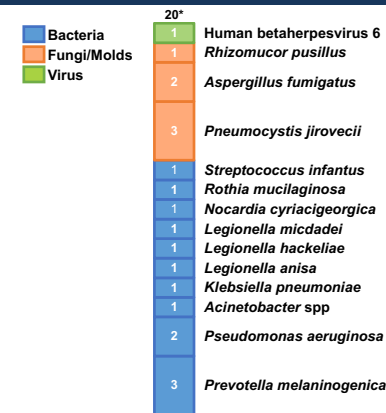 20*
Bacteria
Fungi/Molds
Virus
1 Human betaherpesvirus 6
1 Rhizomucor pusillus
2 Aspergillus fumigatus
3 Pneumocystis jirovecii
1 Streptococcus infantus
1 Rothia mucilaginosa
1 Nocardia cyriacigeorgica
1 Legionella micdadei
1 Legionella hackeliae
1 Legionella anisa
1 Klebsiella pneumoniae
1 Acinetobacter spp
2 Pseudomonas aeruginosa
3 Prevotella melaninogenica